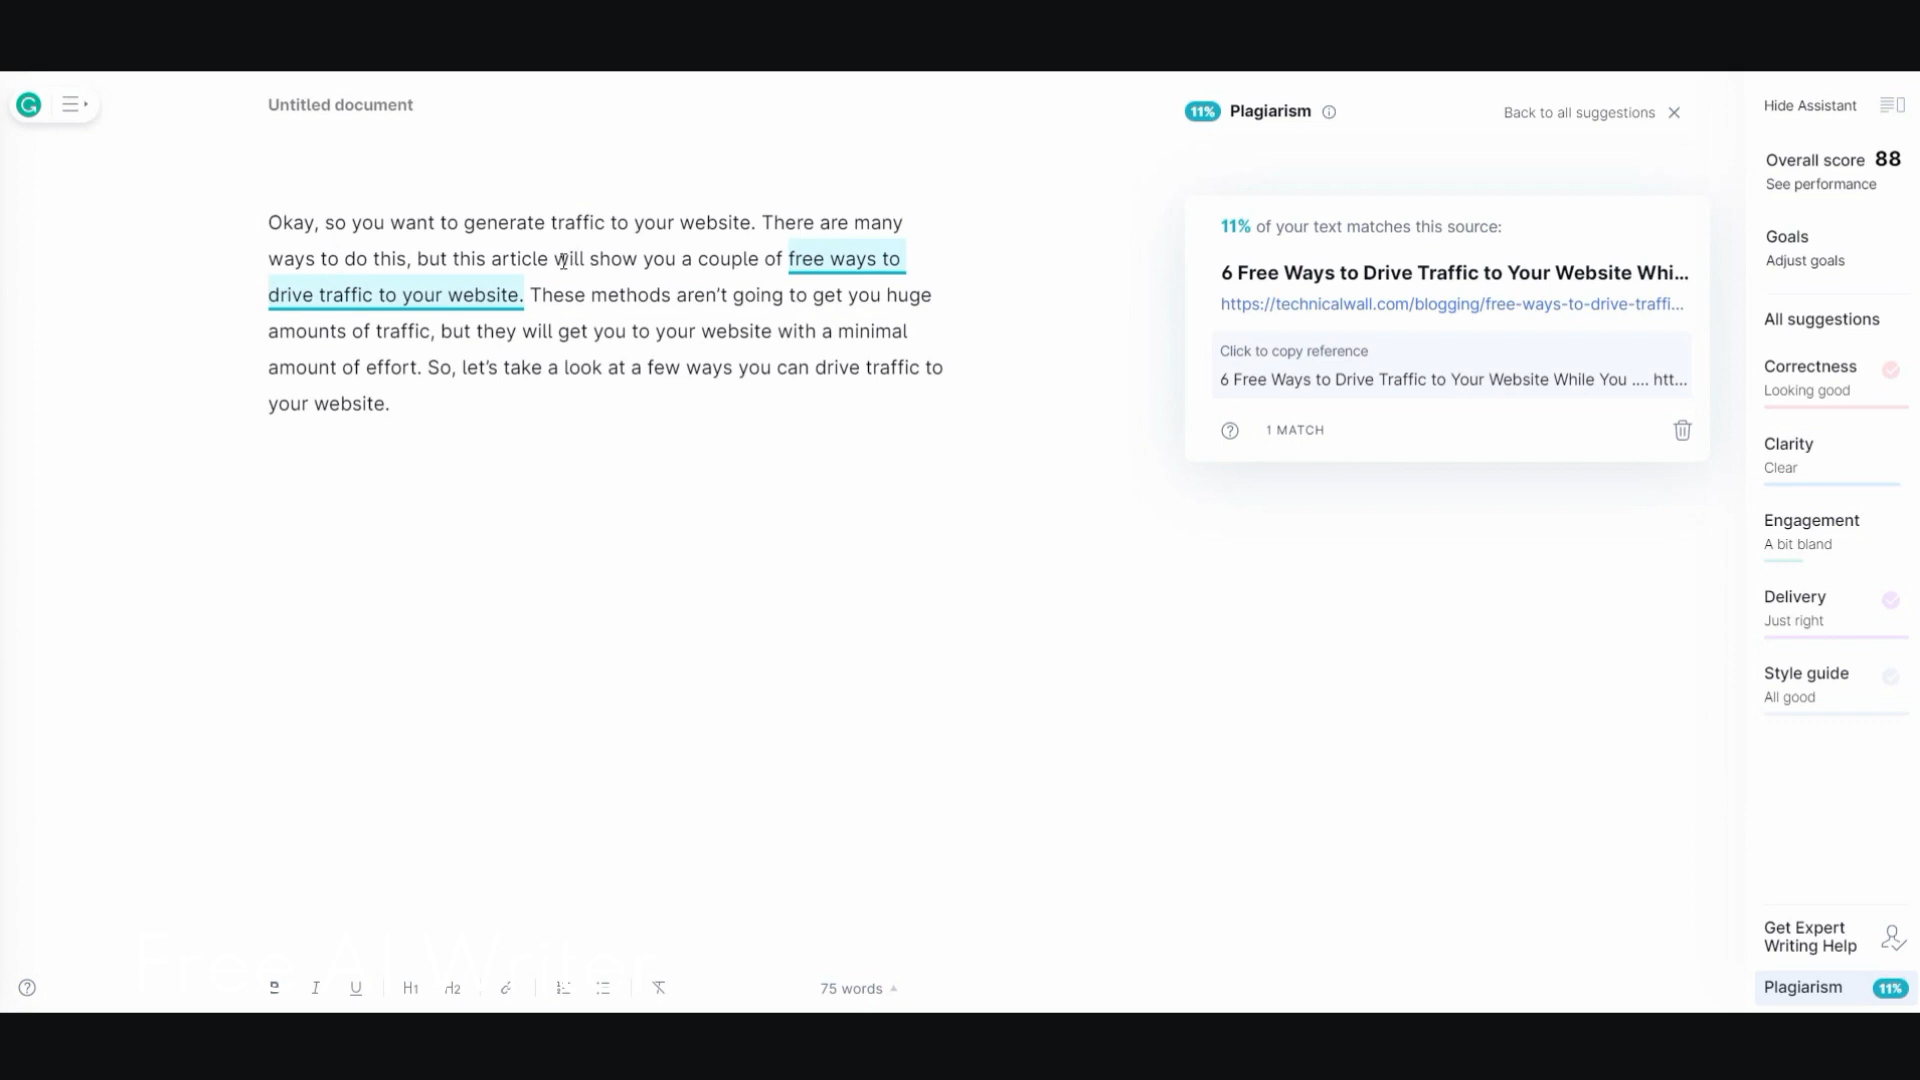 Untitled document
Okay, so you want to generate traffic to your website. There are many
ways to do this, but this article will show you a couple of free ways to
drive traffic to your website. These methods aren't going to get you huge
amounts of traffic, but they will get you to your website with a minimal
amount of effort. So, let's take a look at a few ways you can drive traffic to
your website.
11% Plagiarism
Back to all suggestions
11% of your text matches this source:
6 Free Ways to Drive Traffic to Your Website Whi...
https://technicalwall.com/blogging/free-ways-to-drive-traffi...
Click to copy reference
6 Free Ways to Drive Traffic to Your Website While You .... htt...
1 MATCH
Hide Assistant
Overall score 88
See performance
Goals
Adjust goals
All suggestions
Correctness
Looking good
Clarity
Clear
Engagement
A bit bland
Delivery
Just right
Style guide
All good
Get Expert
Writing Help
Plagiarism 11%
Free AI Writer
B I U H1 H2
75 words